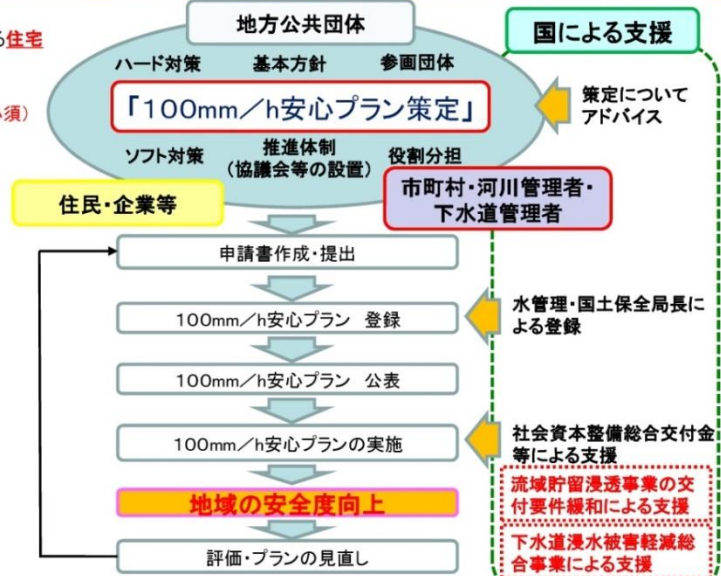 地方公共団体
国による支援
る住宅
須）
ハード対策
基本方針
参画団体
「100mm／h安心プラン策定」
策定について
アドバイス
ソフト対策
推進体制
（協議会等の設置）
役割分担
住民・企業等
市町村・河川管理者・
下水道管理者
申請書作成・提出
100mm／h安心プラン 登録
水管理・国土保全局長に
よる登録
100mm／h安心プラン 公表
100mm／h安心プランの実施
社会資本整備総合交付金
等による支援
地域の安全度向上
流域貯留浸透事業の交
付要件緩和による支援
評価・プランの見直し
下水道浸水被害軽減総
合事業による支援